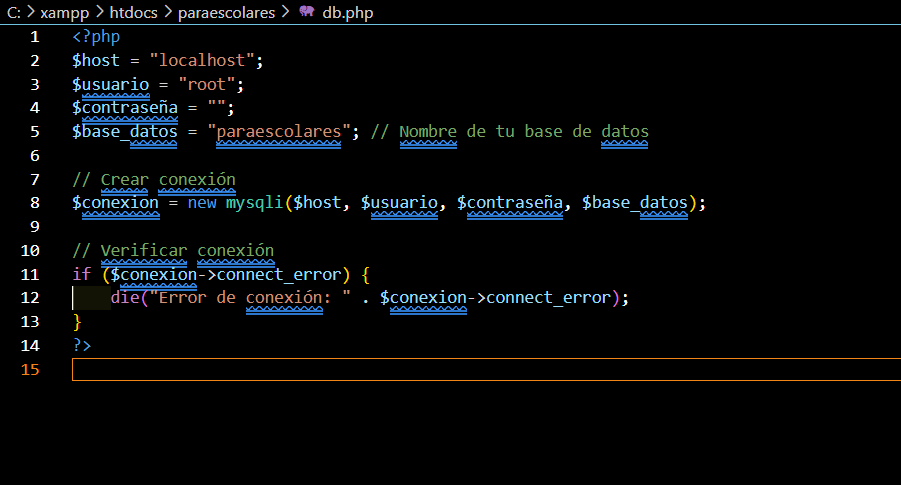 C: > xampp > htdocs > paraescolares > db.php
1 <?php
2 $host = "localhost";
3 $usuario = "root";
4 $contraseña = "";
5 $base_datos = "paraescolares"; // Nombre de tu base de datos
6
7 // Crear conexión
8 $conexion = new mysqli($host, $usuario, $contraseña, $base_datos);
9
10 // Verificar conexión
11 if ($conexion->connect_error) {
12     die("Error de conexión: " . $conexion->connect_error);
13 }
14 ?>
15